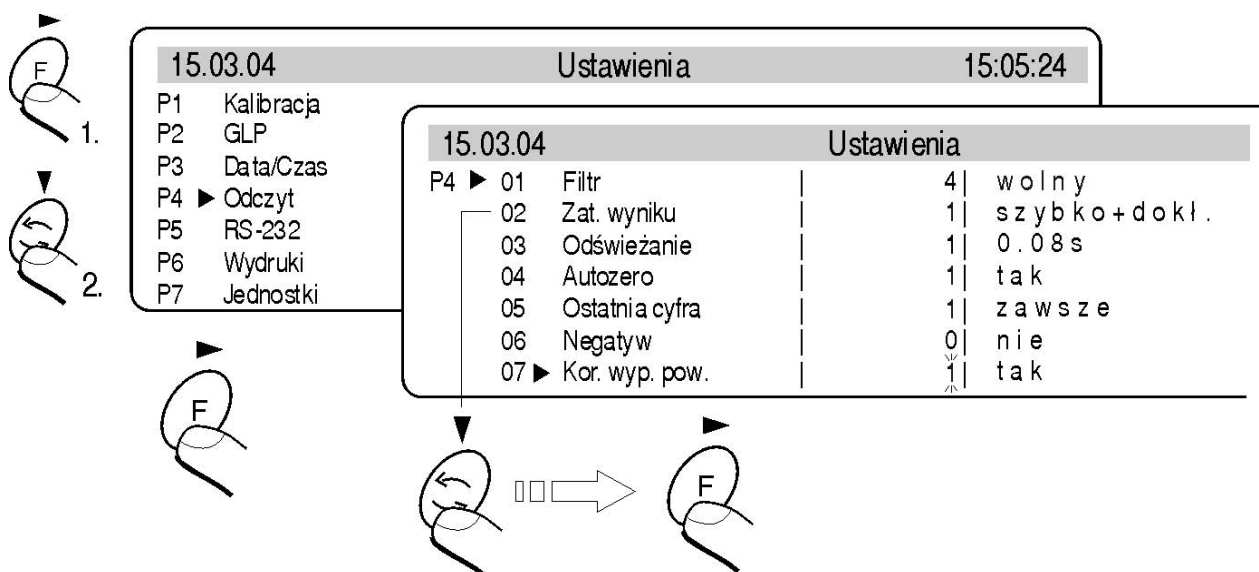 F
1.
2.
15.03.04 Ustawienia 15:05:24
P1 Kalibracja
P2 GLP
P3 Data/Czas
P4 ▶ Odczyt
P5 RS-232
P6 Wydruki
P7 Jednostki
15.03.04 Ustawienia
P4 ▶ 01 Filtr | 4| wolny
02 Zat. wyniku | 1| szybko+dokł.
03 Odświeżanie | 1| 0.08s
04 Autozero | 1| tak
05 Ostatnia cyfra | 1| zawsze
06 Negatyw | 0| nie
07 ▶ Kor. wyp. pow. | 1| tak
F
F